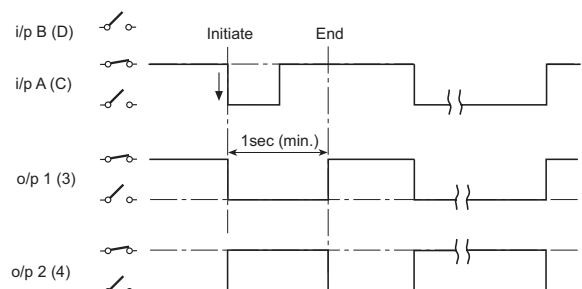 i/p B (D)
Initiate End
i/p A (C)
1sec (min.)
o/p 1 (3)
o/p 2 (4)